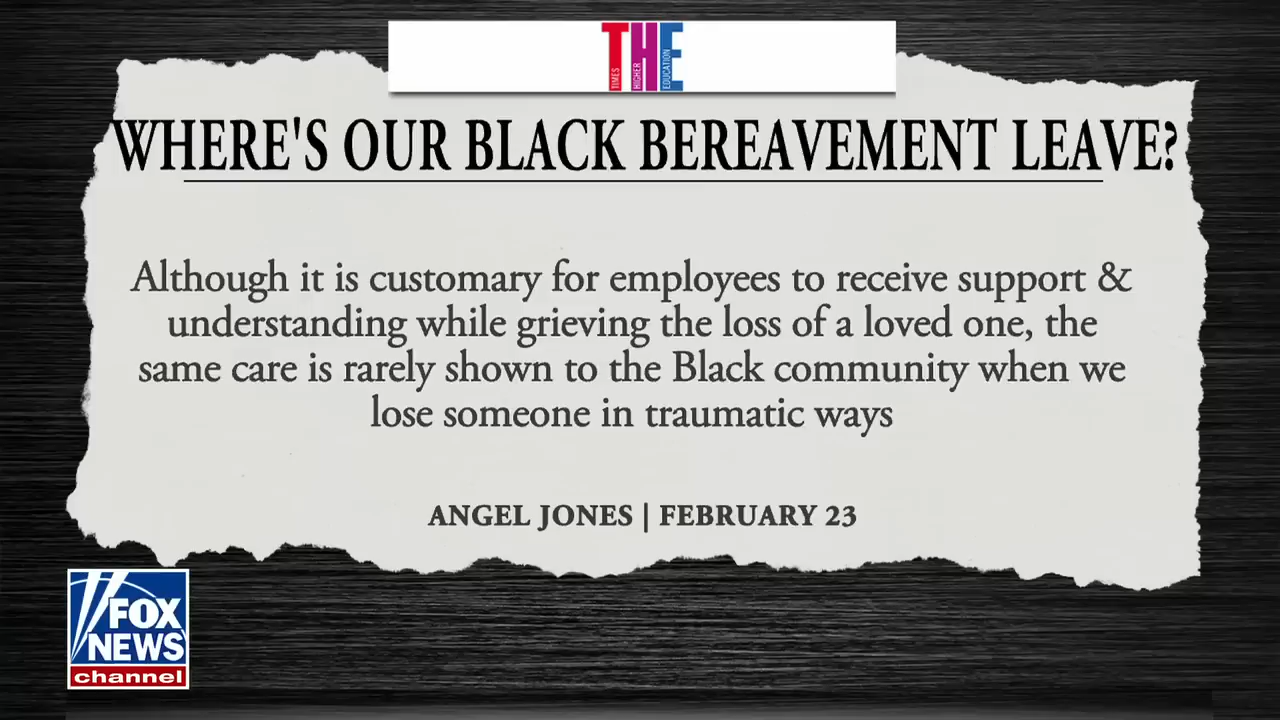 THE
TIMES
HIGHER
EDUCATION
WHERE'S OUR BLACK BEREAVEMENT LEAVE?
Although it is customary for employees to receive support &
understanding while grieving the loss of a loved one, the
same care is rarely shown to the Black community when we
lose someone in traumatic ways
ANGEL JONES | FEBRUARY 23
FOX
NEWS
channel